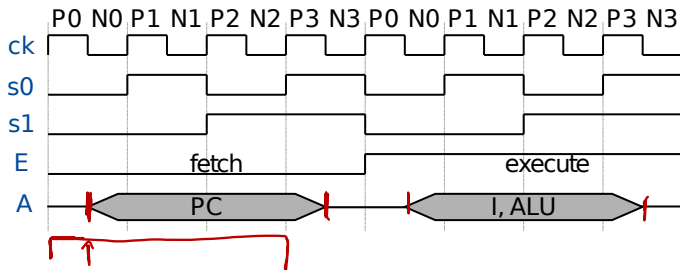 P0 N0 P1 N1 P2 N2 P3 N3 P0 N0 P1 N1 P2 N2 P3 N3
ck
s0
s1
E fetch execute
A PC I, ALU